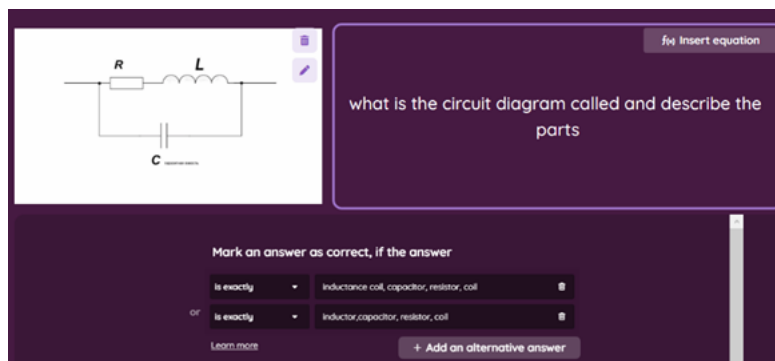 f(x) Insert equation
R
L
C
what is the circuit diagram called and describe the
parts
Mark an answer as correct, if the answer
is exactly inductance coil, capacitor, resistor, coil
or is exactly inductor,capacitor, resistor, coil
Learn more + Add an alternative answer